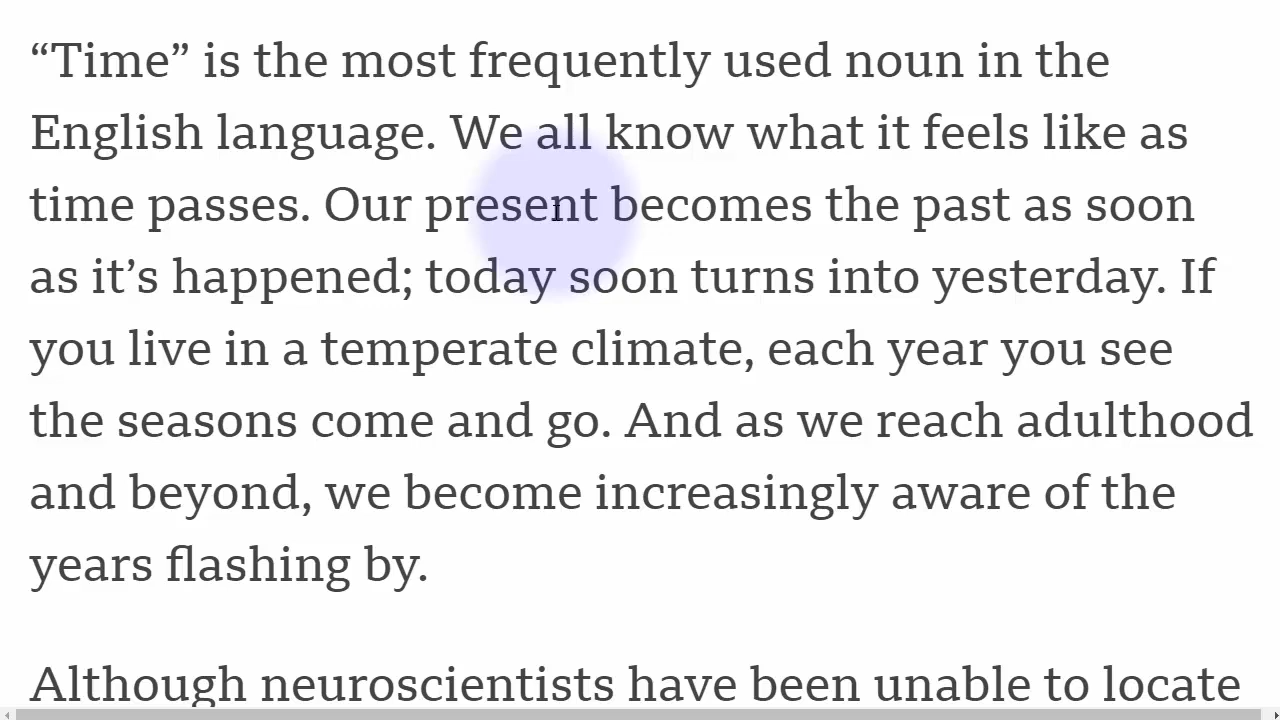 “Time” is the most frequently used noun in the
English language. We all know what it feels like as
time passes. Our present becomes the past as soon
as it’s happened; today soon turns into yesterday. If
you live in a temperate climate, each year you see
the seasons come and go. And as we reach adulthood
and beyond, we become increasingly aware of the
years flashing by.
Although neuroscientists have been unable to locate